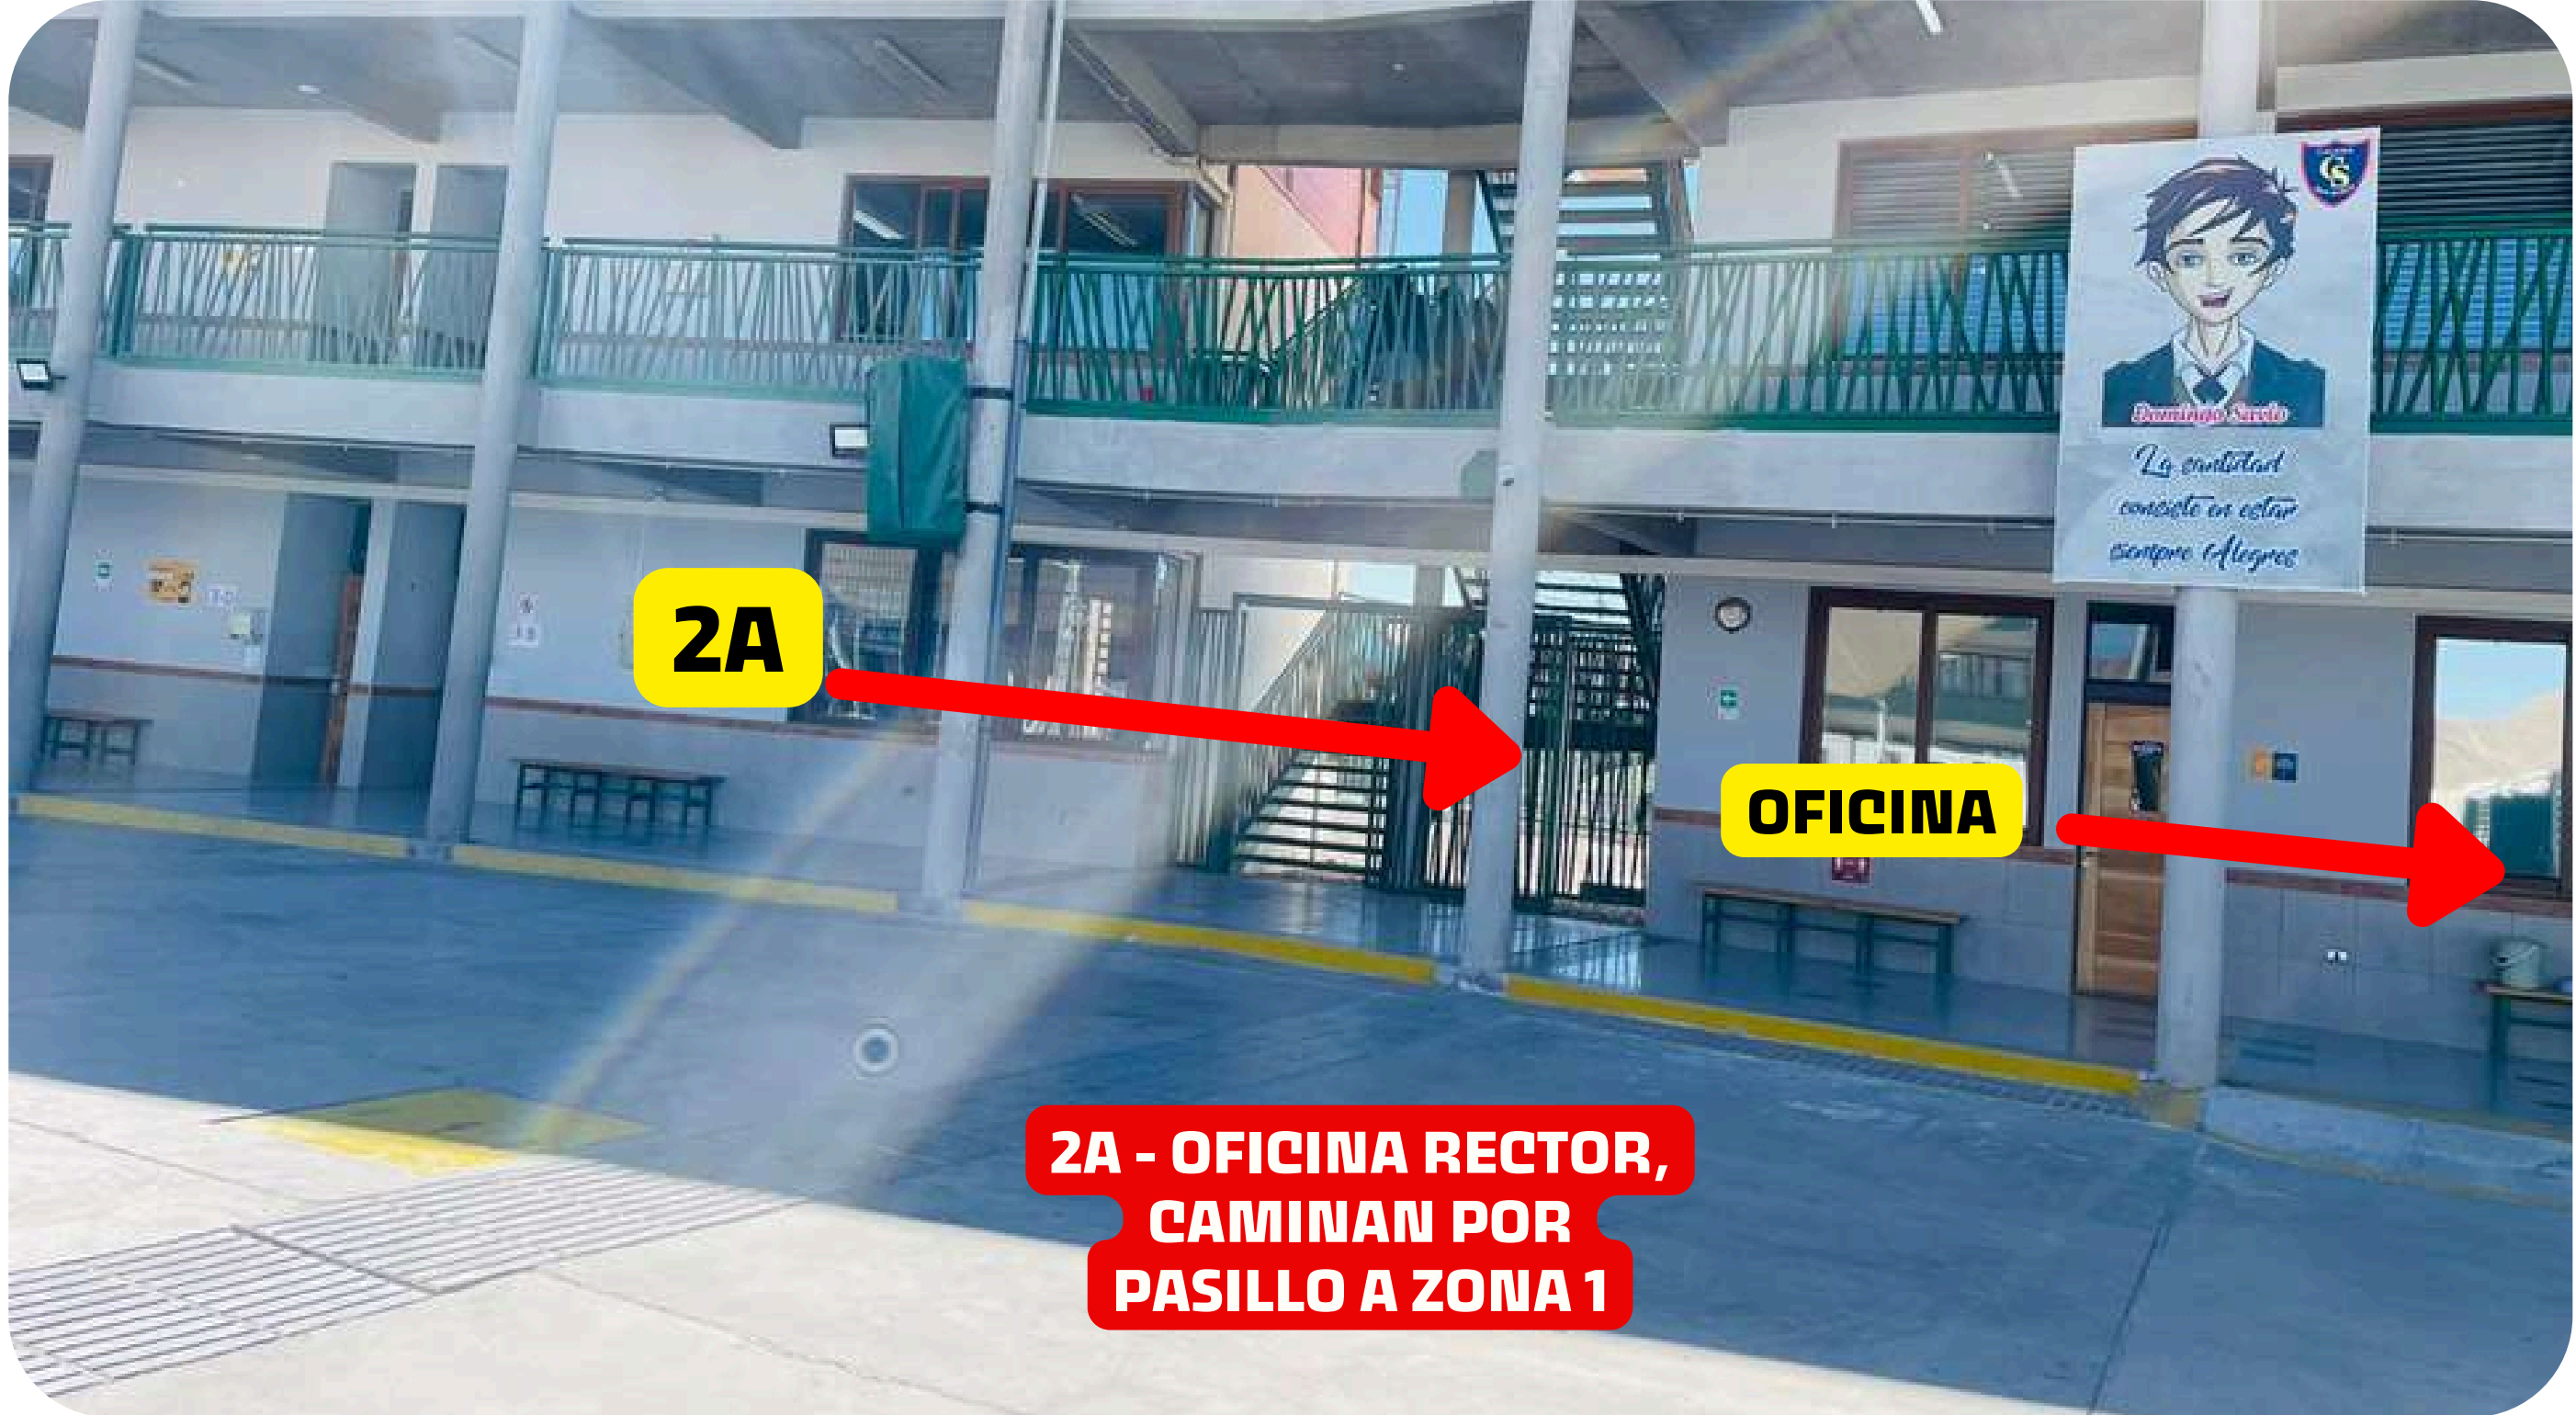 Domingo Savio
La santidad
consiste en estar
siempre Alegres
2A
OFICINA
2A - OFICINA RECTOR,
CAMINAN POR
PASILLO A ZONA 1